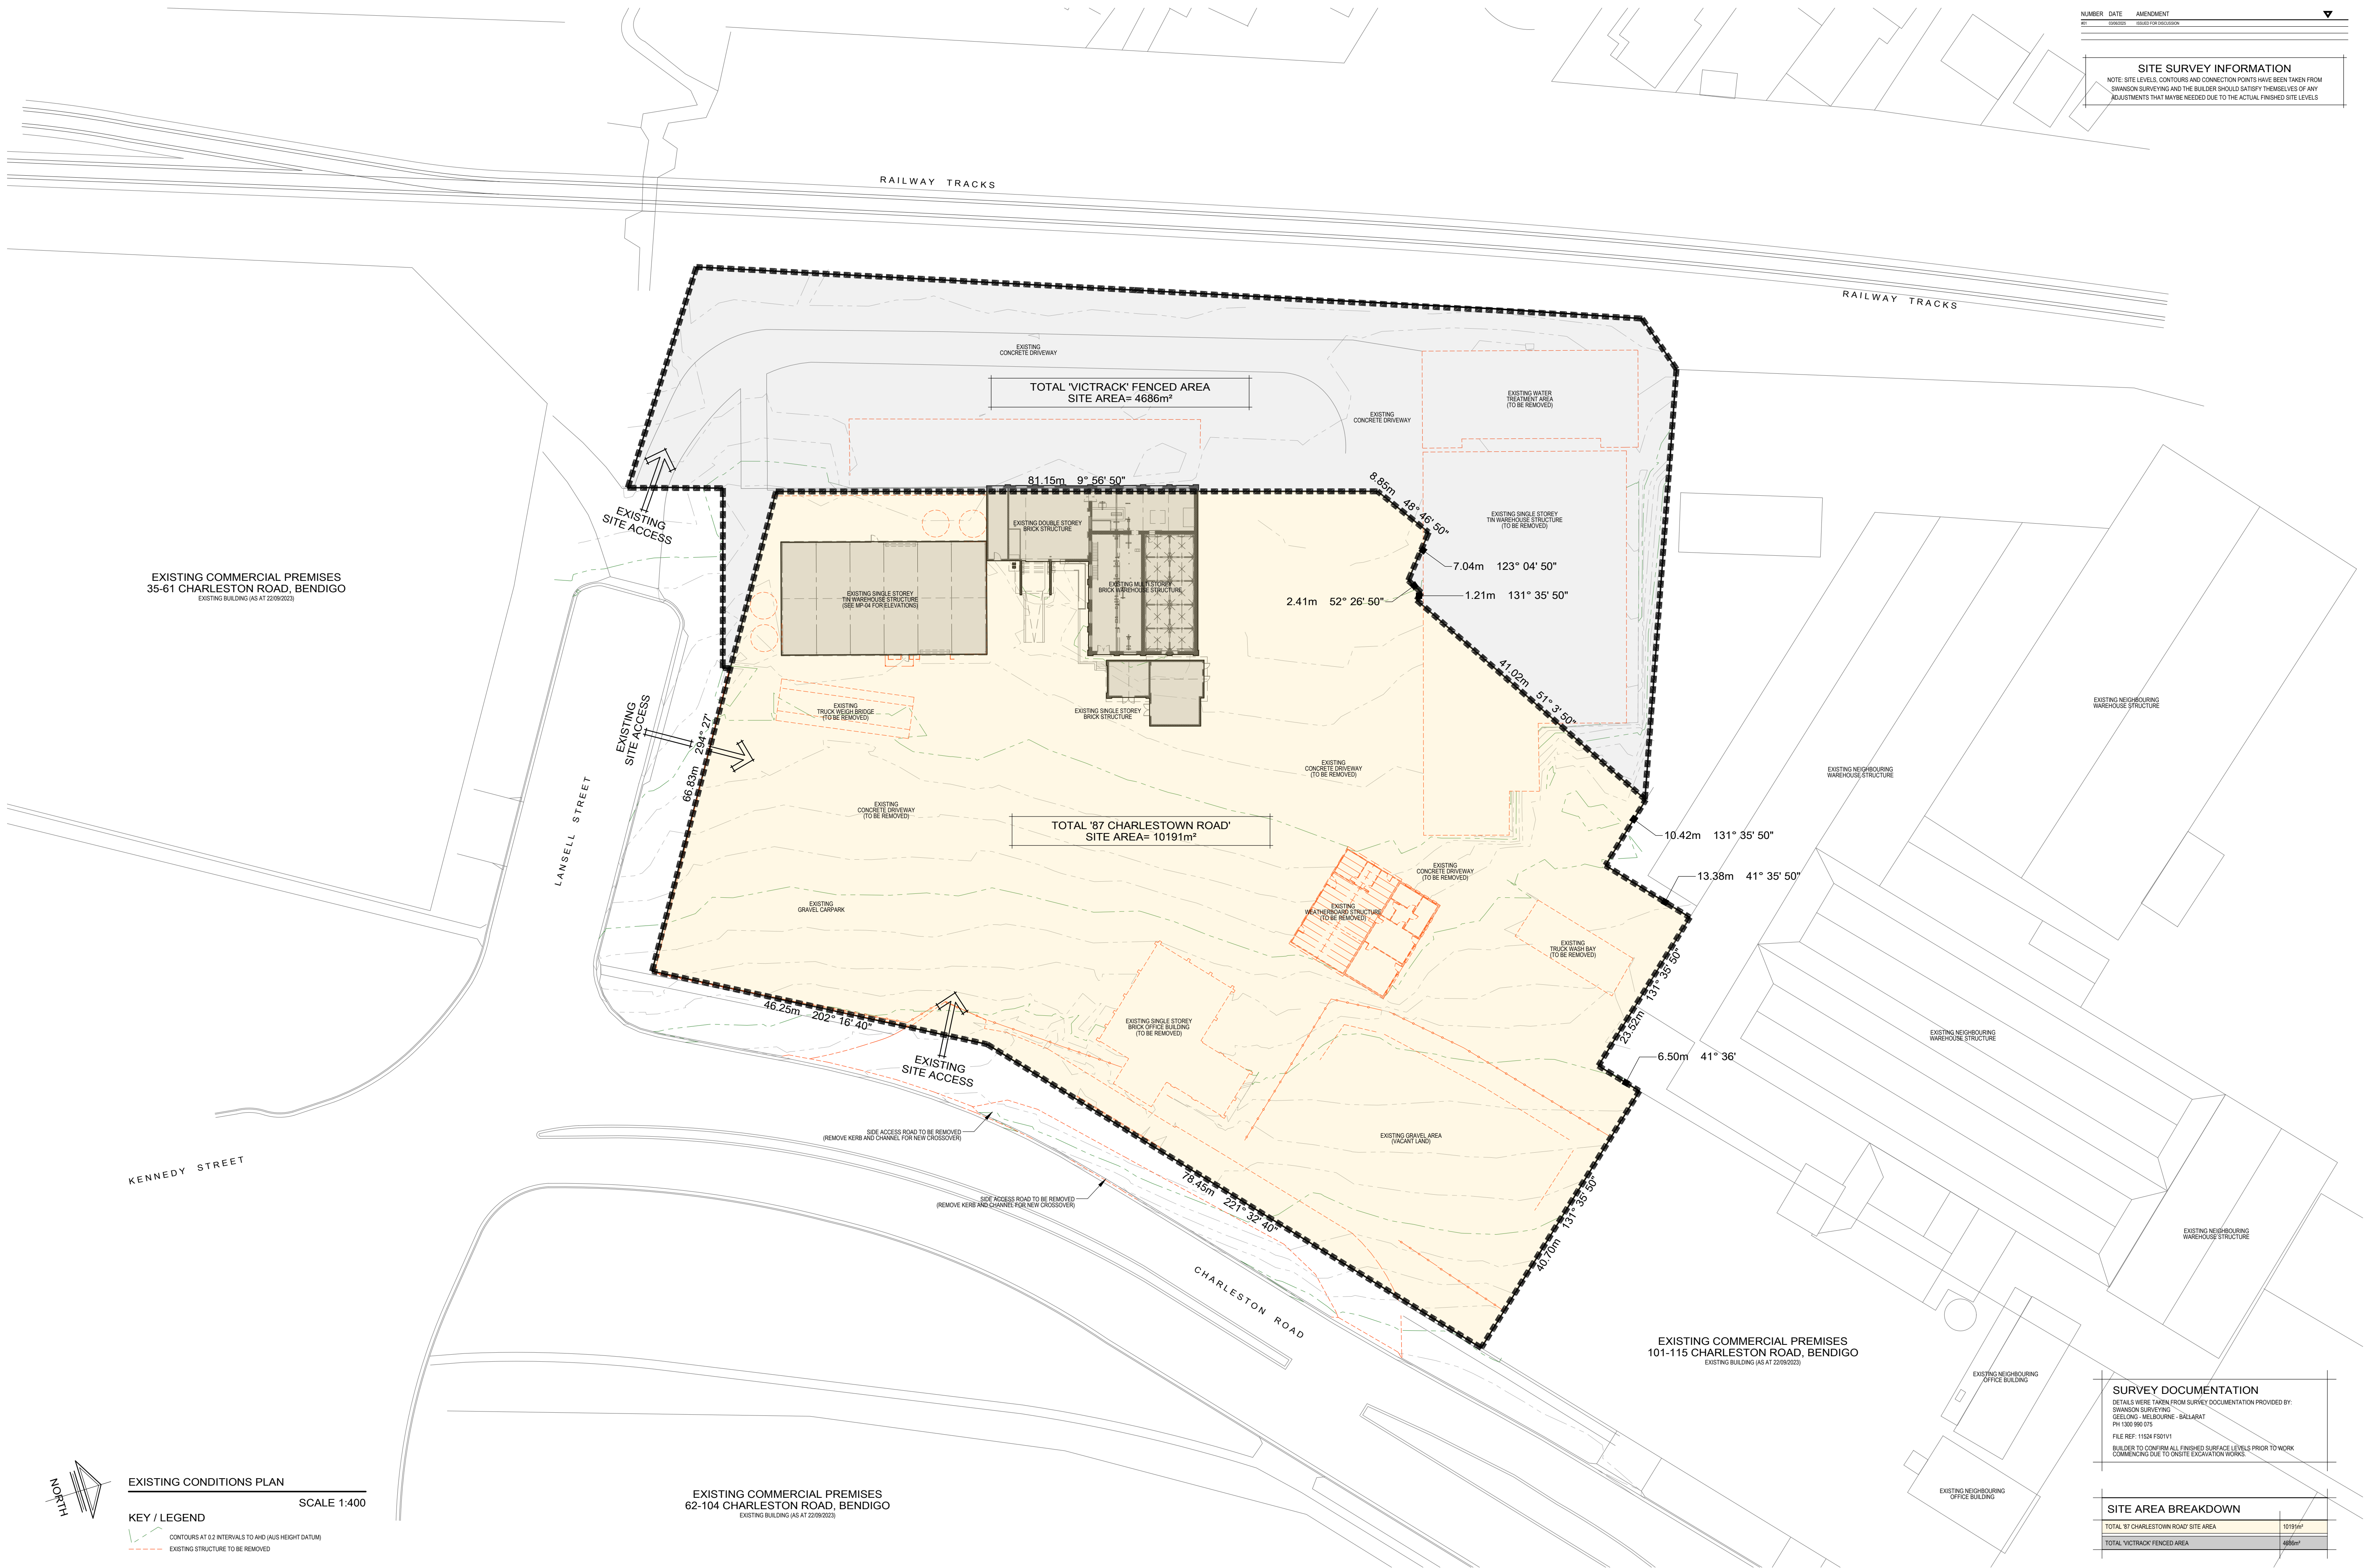 NUMBER DATE AMENDMENT
#01 03/06/2025 ISSUED FOR DISCUSSION
SITE SURVEY INFORMATION
NOTE: SITE LEVELS, CONTOURS AND CONNECTION POINTS HAVE BEEN TAKEN FROM
SWANSON SURVEYING AND THE BUILDER SHOULD SATISFY THEMSELVES OF ANY
ADJUSTMENTS THAT MAYBE NEEDED DUE TO THE ACTUAL FINISHED SITE LEVELS
RAILWAY TRACKS
RAILWAY TRACKS
EXISTING
CONCRETE DRIVEWAY
TOTAL 'VICTRACK' FENCED AREA
SITE AREA= 4686m²
EXISTING
CONCRETE DRIVEWAY
EXISTING WATER
TREATMENT AREA
(TO BE REMOVED)
81.15m 9° 56' 50"
8.85m 48° 46' 50"
EXISTING
SITE ACCESS
EXISTING DOUBLE STOREY
BRICK STRUCTURE
EXISTING SINGLE STOREY
TIN WAREHOUSE STRUCTURE
(TO BE REMOVED)
7.04m 123° 04' 50"
EXISTING COMMERCIAL PREMISES
35-61 CHARLESTON ROAD, BENDIGO
EXISTING BUILDING (AS AT 22/09/2023)
EXISTING SINGLE STOREY
TIN WAREHOUSE STRUCTURE
(SEE MP-04 FOR ELEVATIONS)
EXISTING MULTISTOREY
BRICK WAREHOUSE STRUCTURE
2.41m 52° 26' 50"
1.21m 131° 35' 50"
41.02m 51° 3' 50"
EXISTING
TRUCK WEIGH BRIDGE
(TO BE REMOVED)
EXISTING SINGLE STOREY
BRICK STRUCTURE
EXISTING
SITE ACCESS
66.83m 294° 27'
EXISTING
CONCRETE DRIVEWAY
(TO BE REMOVED)
EXISTING NEIGHBOURING
WAREHOUSE STRUCTURE
EXISTING NEIGHBOURING
WAREHOUSE STRUCTURE
LANSELL STREET
EXISTING
CONCRETE DRIVEWAY
(TO BE REMOVED)
TOTAL '87 CHARLESTOWN ROAD'
SITE AREA= 10191m²
10.42m 131° 35' 50"
EXISTING
CONCRETE DRIVEWAY
(TO BE REMOVED)
13.38m 41° 35' 50"
EXISTING
GRAVEL CARPARK
EXISTING
WEATHERBOARD STRUCTURE
(TO BE REMOVED)
EXISTING
TRUCK WASH BAY
(TO BE REMOVED)
23.52m 131° 35' 50"
46.25m 202° 16' 40"
EXISTING
SITE ACCESS
EXISTING SINGLE STOREY
BRICK OFFICE BUILDING
(TO BE REMOVED)
6.50m 41° 36'
EXISTING NEIGHBOURING
WAREHOUSE STRUCTURE
SIDE ACCESS ROAD TO BE REMOVED
(REMOVE KERB AND CHANNEL FOR NEW CROSSOVER)
EXISTING GRAVEL AREA
(VACANT LAND)
KENNEDY STREET
SIDE ACCESS ROAD TO BE REMOVED
(REMOVE KERB AND CHANNEL FOR NEW CROSSOVER)
78.45m 221° 32' 40"
40.70m 131° 35' 50"
EXISTING NEIGHBOURING
WAREHOUSE STRUCTURE
CHARLESTON ROAD
EXISTING COMMERCIAL PREMISES
101-115 CHARLESTON ROAD, BENDIGO
EXISTING BUILDING (AS AT 22/09/2023)
EXISTING NEIGHBOURING
OFFICE BUILDING
EXISTING NEIGHBOURING
OFFICE BUILDING
SURVEY DOCUMENTATION
DETAILS WERE TAKEN FROM SURVEY DOCUMENTATION PROVIDED BY:
SWANSON SURVEYING
GEELONG - MELBOURNE - BALLARAT
PH 1300 990 075
FILE REF: 11524 FS01V1
BUILDER TO CONFIRM ALL FINISHED SURFACE LEVELS PRIOR TO WORK
COMMENCING DUE TO ONSITE EXCAVATION WORKS.
NORTH
EXISTING CONDITIONS PLAN
SCALE 1:400
KEY / LEGEND
CONTOURS AT 0.2 INTERVALS TO AHD (AUS HEIGHT DATUM)
EXISTING STRUCTURE TO BE REMOVED
EXISTING COMMERCIAL PREMISES
62-104 CHARLESTON ROAD, BENDIGO
EXISTING BUILDING (AS AT 22/09/2023)
SITE AREA BREAKDOWN
TOTAL '87 CHARLESTOWN ROAD' SITE AREA 10191m²
TOTAL 'VICTRACK' FENCED AREA 4686m²